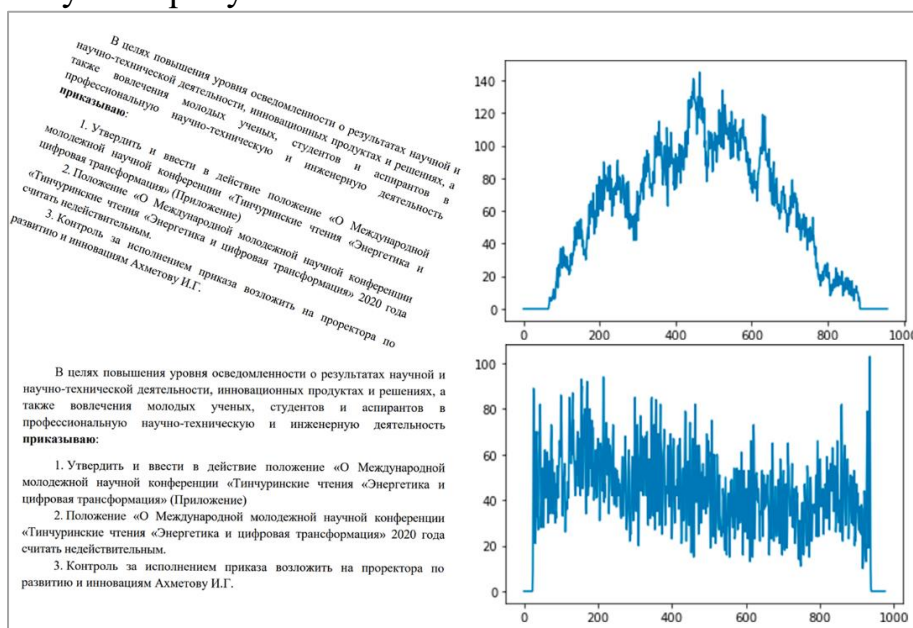 В целях повышения уровня осведомленности о результатах научной и
научно-технической деятельности, инновационных продуктах и решениях, а
также вовлечения молодых ученых, студентов и аспирантов в
профессиональную научно-техническую и инженерную деятельность
приказываю:
1. Утвердить и ввести в действие положение «О Международной
молодежной научной конференции «Тинчуринские чтения «Энергетика и
цифровая трансформация» (Приложение)
2. Положение «О Международной молодежной научной конференции
«Тинчуринские чтения «Энергетика и цифровая трансформация» 2020 года
считать недействительным.
3. Контроль за исполнением приказа возложить на проректора по
развитию и инновациям Ахметову И.Г.
140
120
100
80
60
40
20
0
0 200 400 600 800 1000
В целях повышения уровня осведомленности о результатах научной и
научно-технической деятельности, инновационных продуктах и решениях, а
также вовлечения молодых ученых, студентов и аспирантов в
профессиональную научно-техническую и инженерную деятельность
приказываю:
1. Утвердить и ввести в действие положение «О Международной
молодежной научной конференции «Тинчуринские чтения «Энергетика и
цифровая трансформация» (Приложение)
2. Положение «О Международной молодежной научной конференции
«Тинчуринские чтения «Энергетика и цифровая трансформация» 2020 года
считать недействительным.
3. Контроль за исполнением приказа возложить на проректора по
развитию и инновациям Ахметову И.Г.
100
80
60
40
20
0
0 200 400 600 800 1000